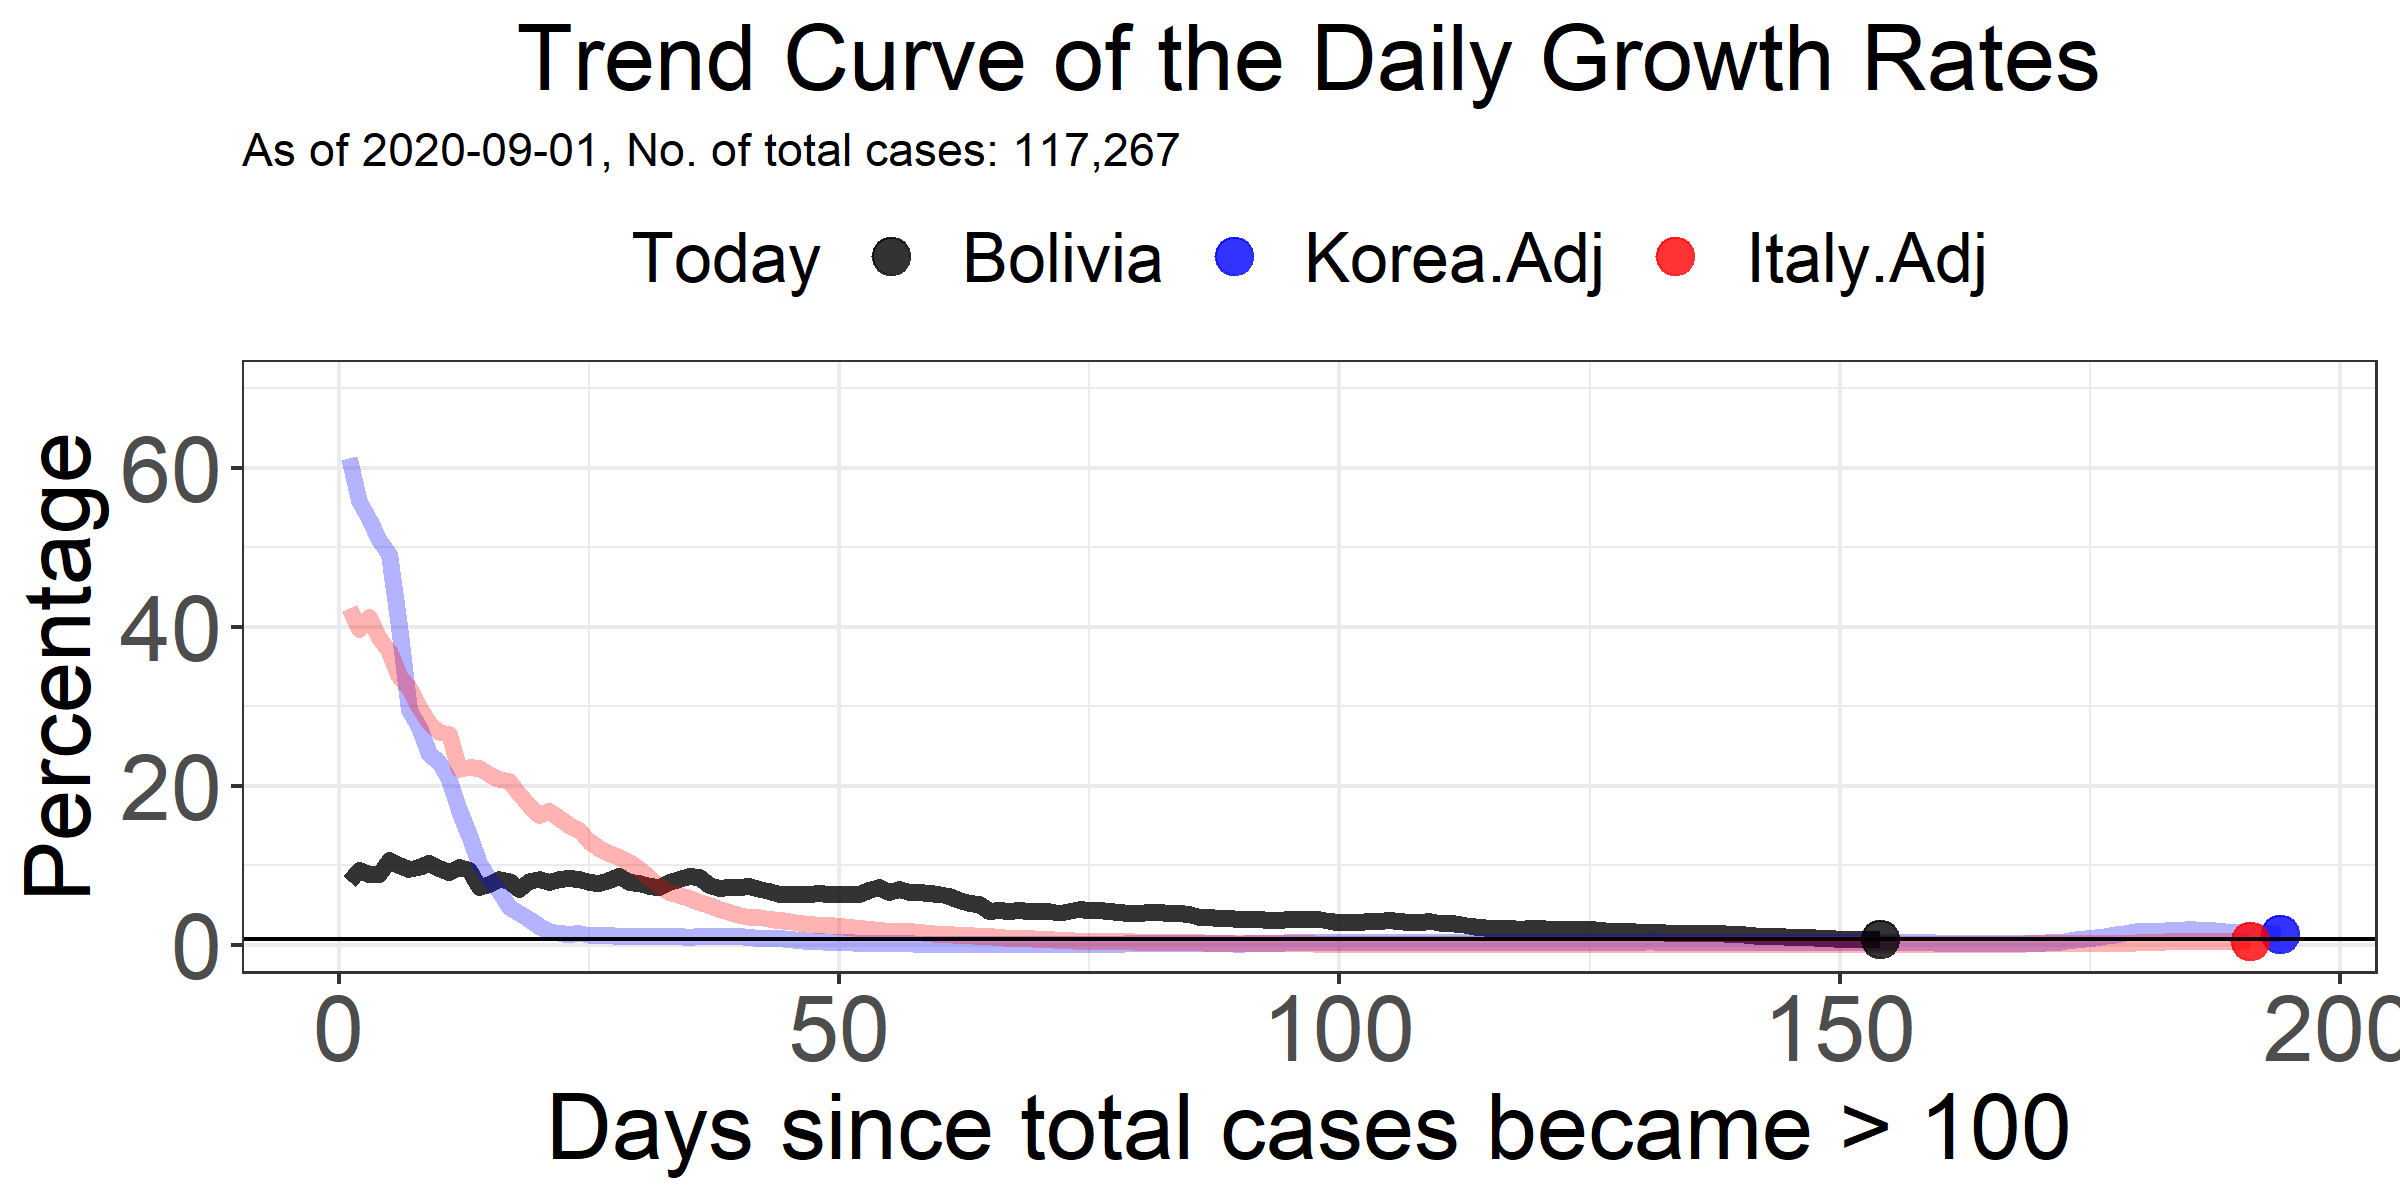 Trend Curve of the Daily Growth Rates
As of 2020-09-01, No. of total cases: 117,267
Today Bolivia Korea.Adj Italy.Adj
Percentage
60
40
20
0
0 50 100 150 200
Days since total cases became > 100